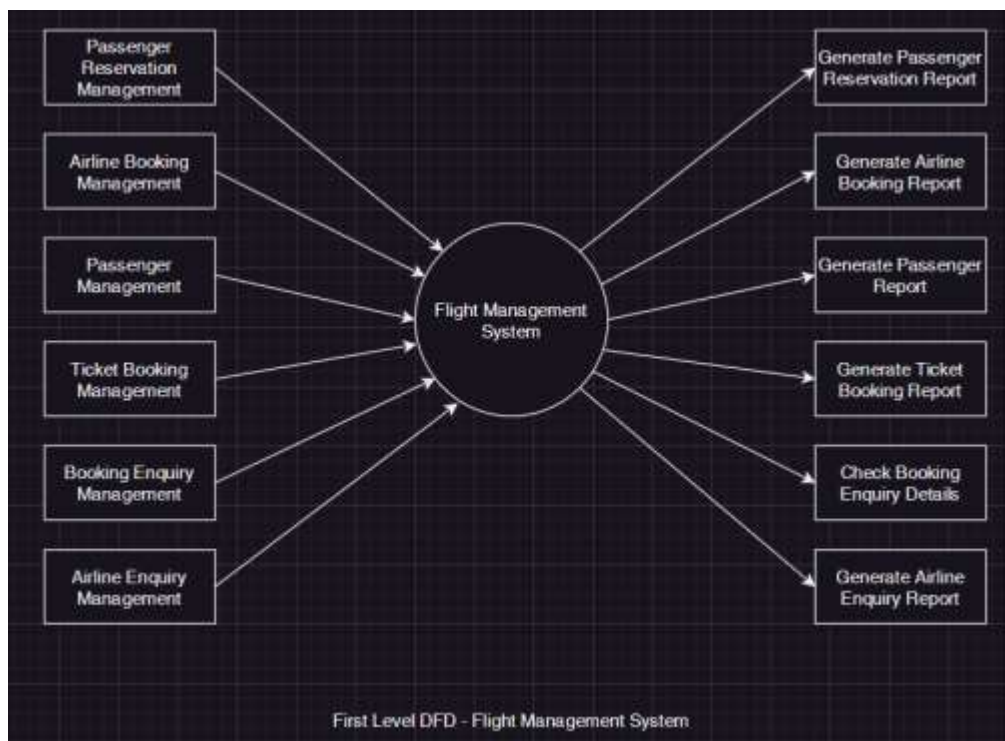 Passenger
Reservation
Management
Airline Booking
Management
Passenger
Management
Ticket Booking
Management
Booking Enquiry
Management
Airline Enquiry
Management
Flight Management
System
Generate Passenger
Reservation Report
Generate Airline
Booking Report
Generate Passenger
Report
Generate Ticket
Booking Report
Check Booking
Enquiry Details
Generate Airline
Enquiry Report
First Level DFD - Flight Management System